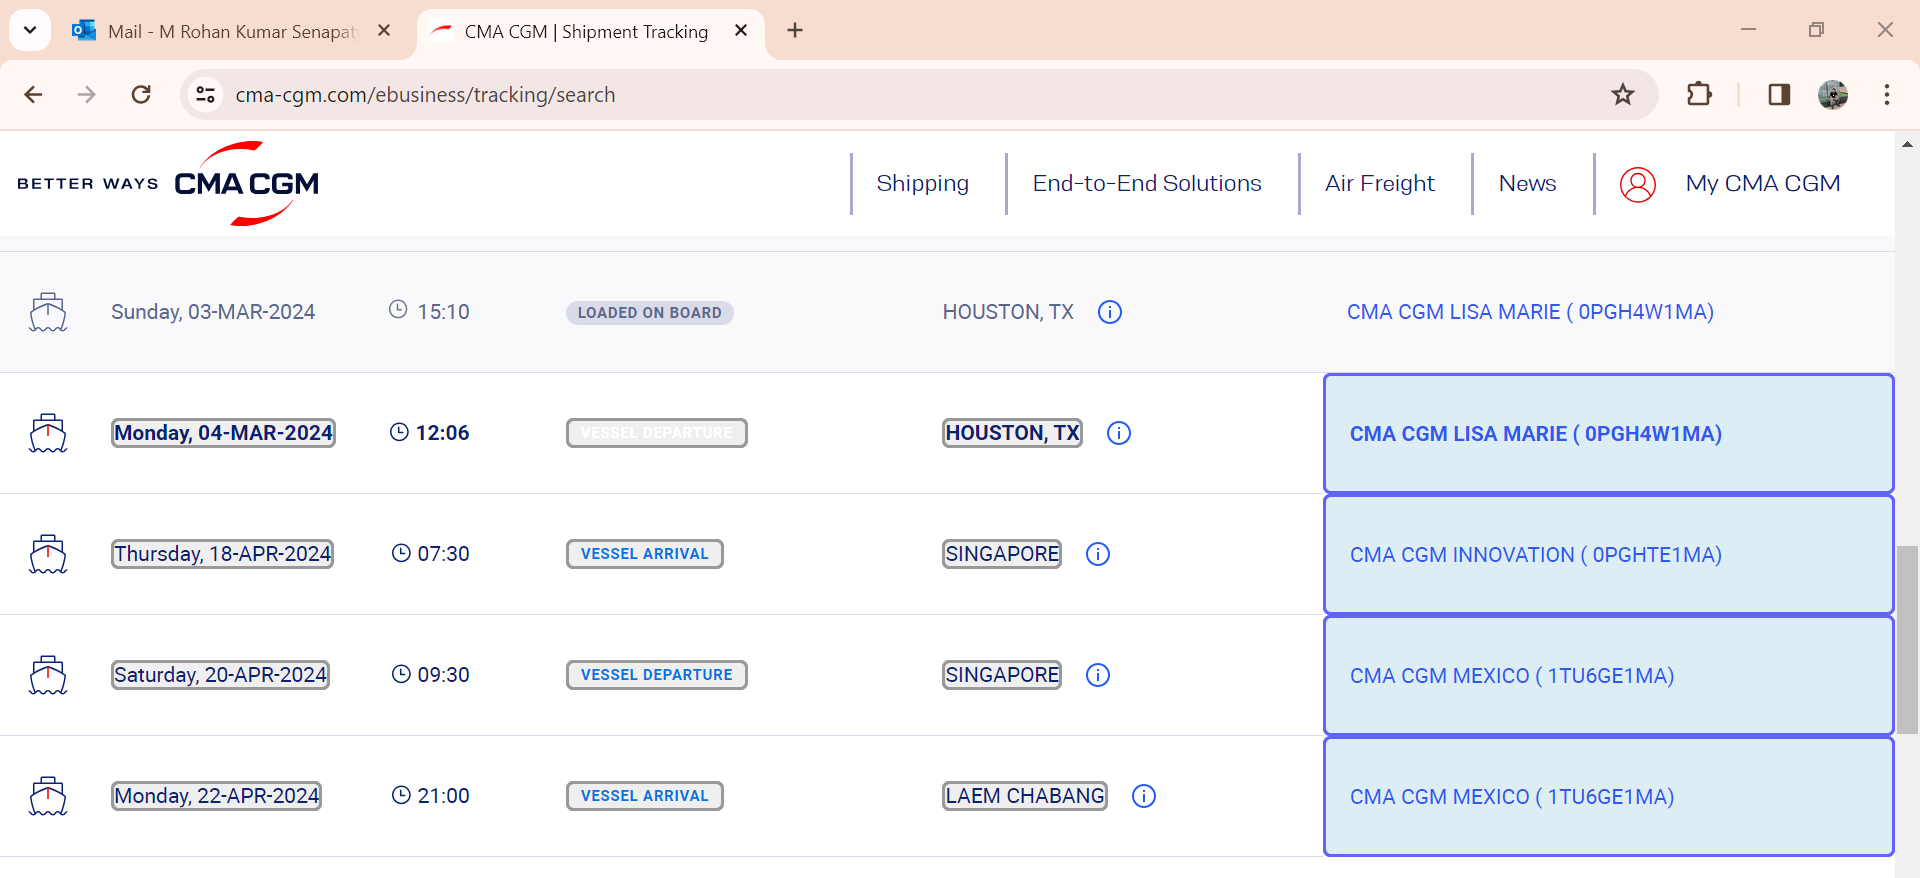 Mail - M Rohan Kumar Senapat
CMA CGM | Shipment Tracking
cma-cgm.com/ebusiness/tracking/search
BETTER WAYS CMA CGM
Shipping
End-to-End Solutions
Air Freight
News
My CMA CGM
Sunday, 03-MAR-2024 15:10 LOADED ON BOARD HOUSTON, TX CMA CGM LISA MARIE ( 0PGH4W1MA)
Monday, 04-MAR-2024 12:06 VESSEL DEPARTURE HOUSTON, TX CMA CGM LISA MARIE ( 0PGH4W1MA)
Thursday, 18-APR-2024 07:30 VESSEL ARRIVAL SINGAPORE CMA CGM INNOVATION ( 0PGHTE1MA)
Saturday, 20-APR-2024 09:30 VESSEL DEPARTURE SINGAPORE CMA CGM MEXICO ( 1TU6GE1MA)
Monday, 22-APR-2024 21:00 VESSEL ARRIVAL LAEM CHABANG CMA CGM MEXICO ( 1TU6GE1MA)